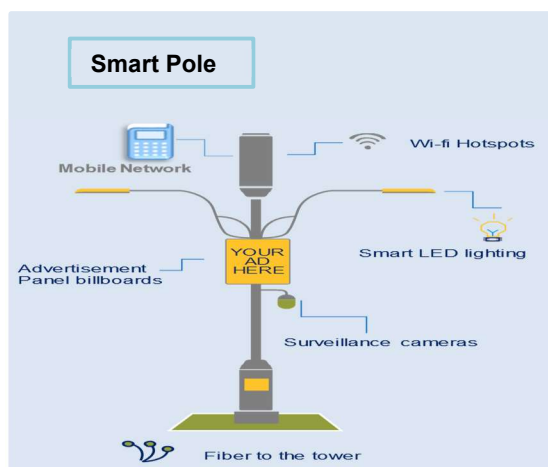 Smart Pole
Mobile Network
Wi-fi Hotspots
YOUR
AD
HERE
Smart LED lighting
Advertisement
Panel billboards
Surveillance cameras
Fiber to the tower